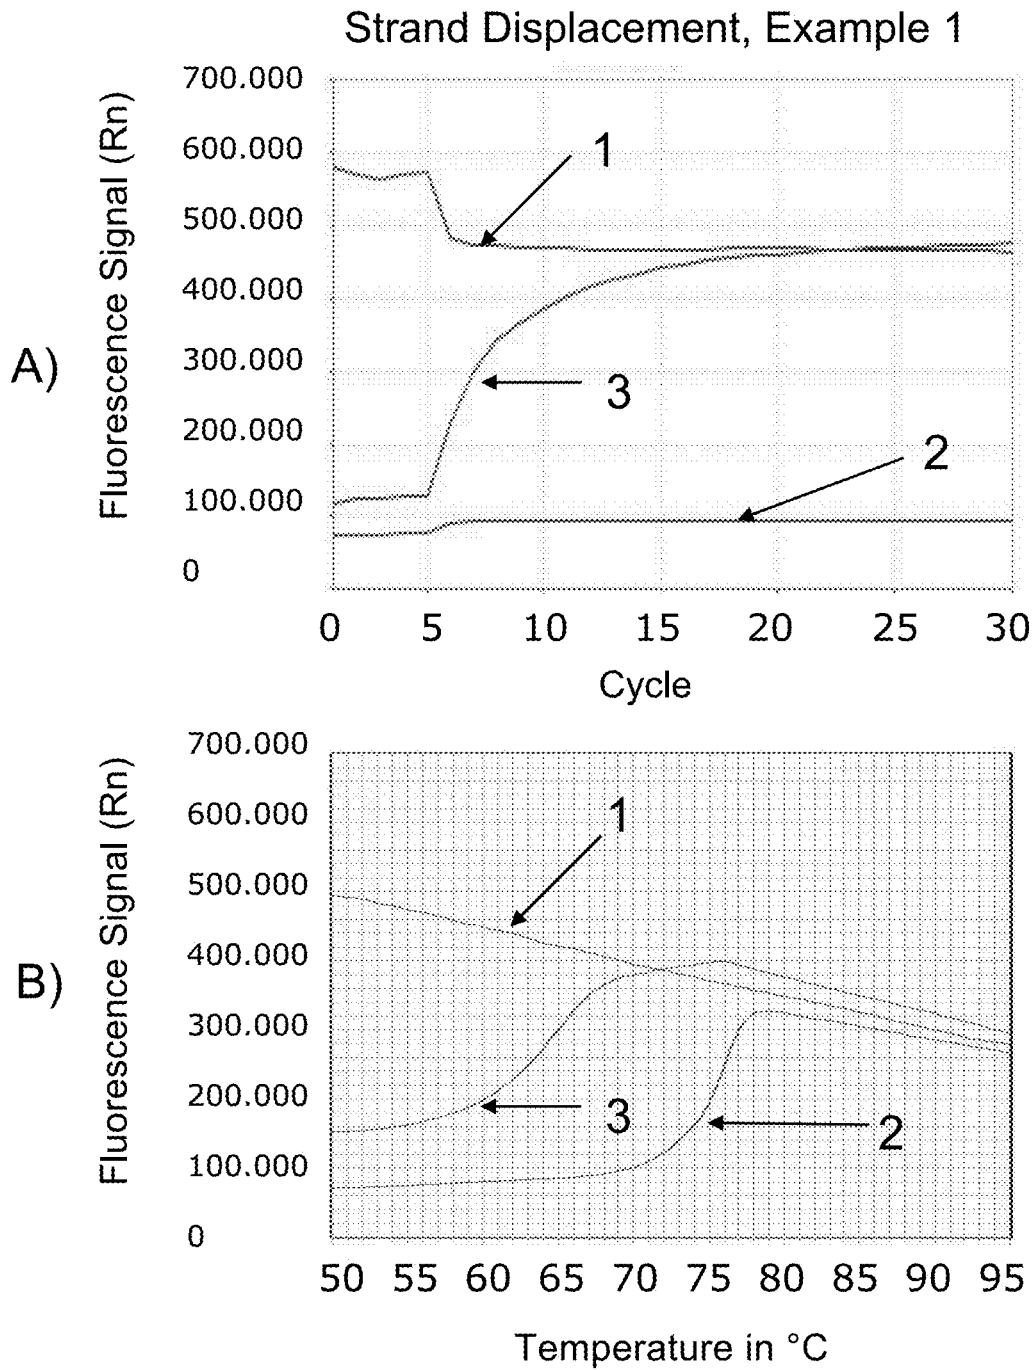 Strand Displacement, Example 1
A)
Fluorescence Signal (Rn)
700.000
600.000
500.000
400.000
300.000
200.000
100.000
0
1
3
2
0 5 10 15 20 25 30
Cycle
B)
Fluorescence Signal (Rn)
700.000
600.000
500.000
400.000
300.000
200.000
100.000
0
1
3
2
50 55 60 65 70 75 80 85 90 95
Temperature in °C